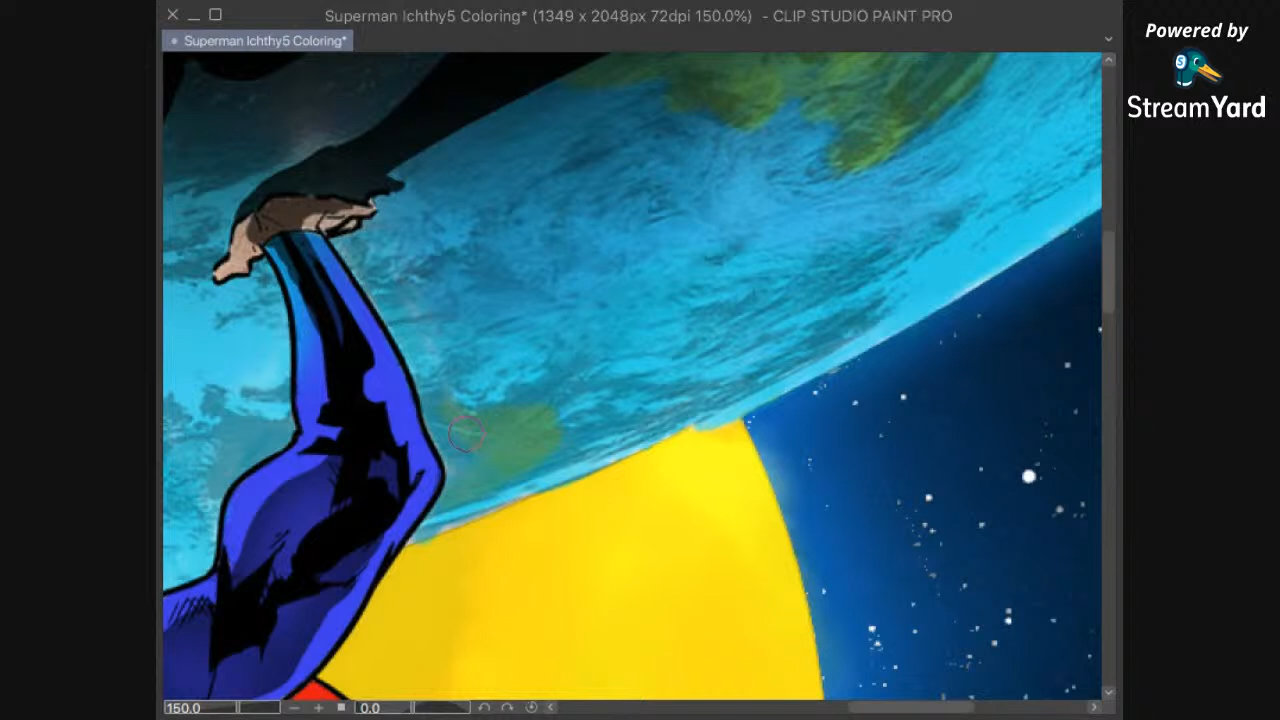 Superman Ichthy5 Coloring* (1349 x 2048px 72dpi 150.0%) - CLIP STUDIO PAINT PRO
Superman Ichthy5 Coloring*
Powered by
StreamYard
150.0
0.0